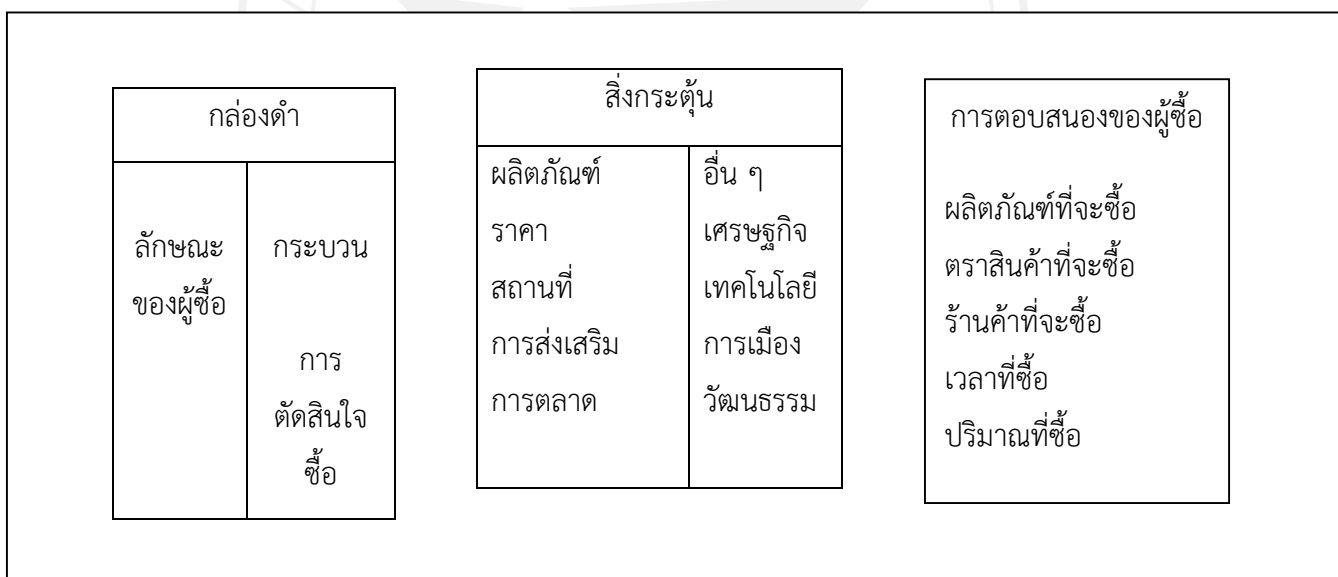 กล่องดำ
ลักษณะ
ของผู้ซื้อ
กระบวน
การ
ตัดสินใจ
ซื้อ
สิ่งกระตุ้น
ผลิตภัณฑ์
ราคา
สถานที่
การส่งเสริม
การตลาด
อื่น ๆ
เศรษฐกิจ
เทคโนโลยี
การเมือง
วัฒนธรรม
การตอบสนองของผู้ซื้อ
ผลิตภัณฑ์ที่จะซื้อ
ตราสินค้าที่จะซื้อ
ร้านค้าที่จะซื้อ
เวลาที่ซื้อ
ปริมาณที่ซื้อ